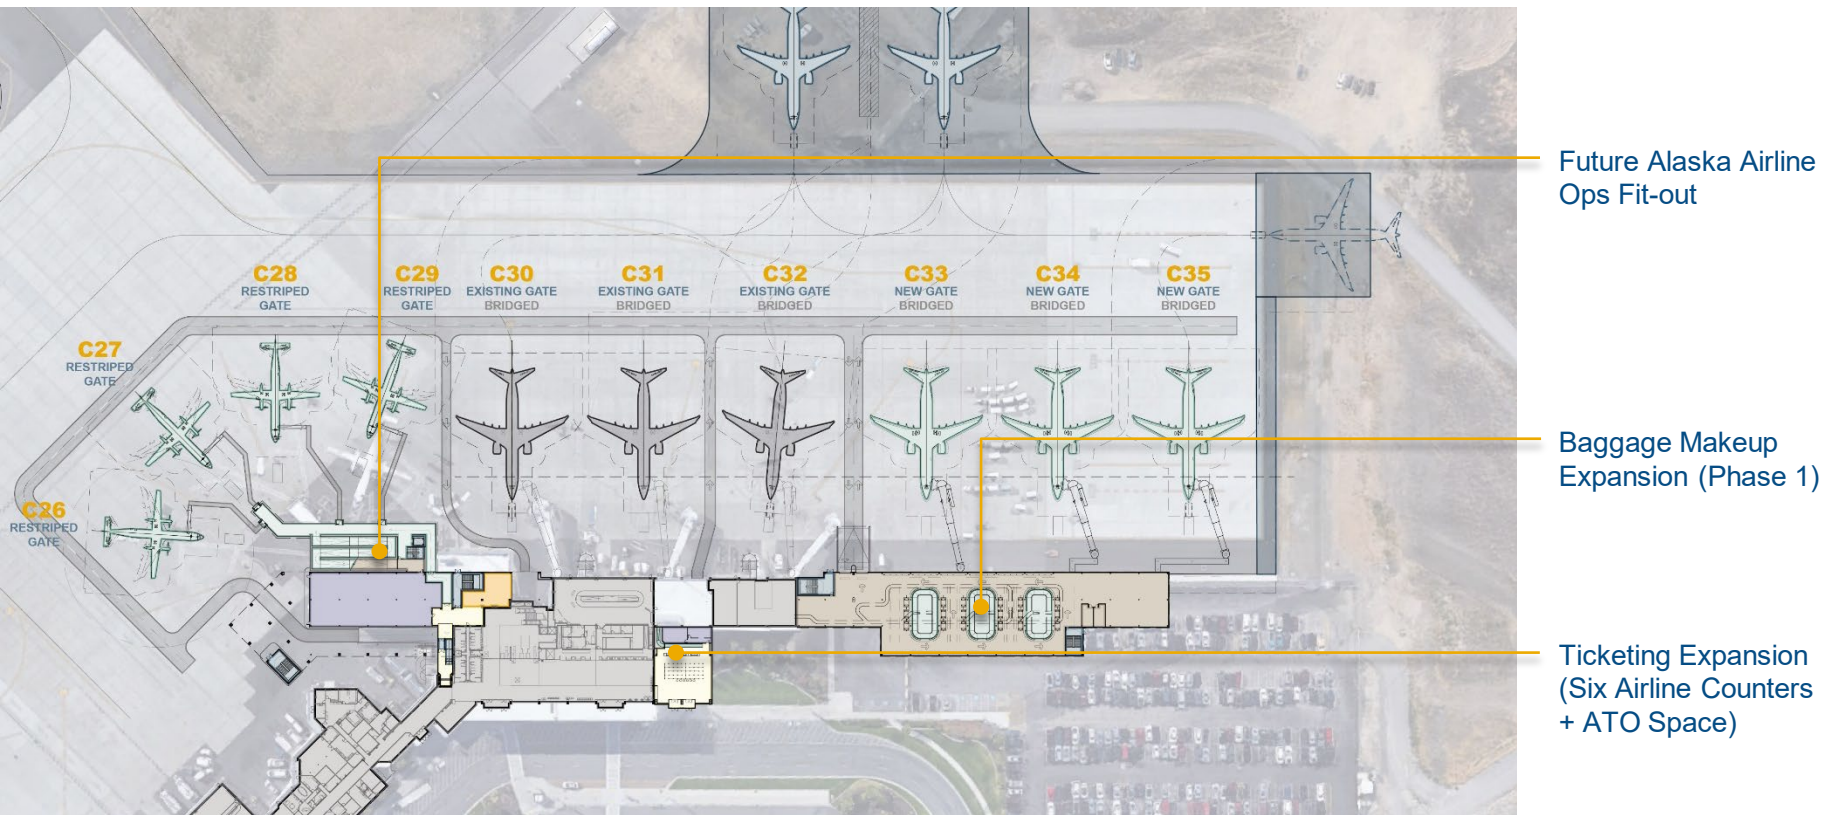 Future Alaska Airline
Ops Fit-out
C28
RESTRIPED
GATE
C29
RESTRIPED
GATE
C30
EXISTING GATE
BRIDGED
C31
EXISTING GATE
BRIDGED
C32
EXISTING GATE
BRIDGED
C33
NEW GATE
BRIDGED
C34
NEW GATE
BRIDGED
C35
NEW GATE
BRIDGED
C27
RESTRIPED
GATE
Baggage Makeup
Expansion (Phase 1)
C26
RESTRIPED
GATE
Ticketing Expansion
(Six Airline Counters
+ ATO Space)